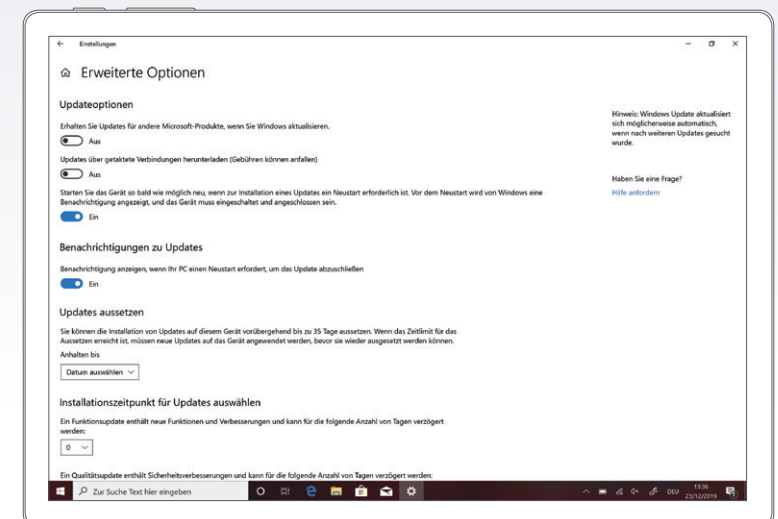 Einstellungen
Erweiterte Optionen
Updateoptionen
Erhalten Sie Updates für andere Microsoft-Produkte, wenn Sie Windows aktualisieren.
Aus
Updates über getaktete Verbindungen herunterladen (Gebühren können anfallen)
Aus
Starten Sie das Gerät so bald wie möglich neu, wenn zur Installation eines Updates ein Neustart erforderlich ist. Vor dem Neustart wird von Windows eine
Benachrichtigung angezeigt, und das Gerät muss eingeschaltet und angeschlossen sein.
Ein
Benachrichtigungen zu Updates
Benachrichtigung anzeigen, wenn Ihr PC einen Neustart erfordert, um das Update abzuschließen
Ein
Updates aussetzen
Sie können die Installation von Updates auf diesem Gerät vorübergehend bis zu 35 Tage aussetzen. Wenn das Zeitlimit für das
Aussetzen erreicht ist, müssen neue Updates auf das Gerät angewendet werden, bevor sie wieder ausgesetzt werden können.
Anhalten bis
Datum auswählen
Installationszeitpunkt für Updates auswählen
Ein Funktionsupdate enthält neue Funktionen und Verbesserungen und kann für die folgende Anzahl von Tagen verzögert
werden:
0
Ein Qualitätsupdate enthält Sicherheitsverbesserungen und kann für die folgende Anzahl von Tagen verzögert werden:
Hinweis: Windows Update aktualisiert
sich möglicherweise automatisch,
wenn nach weiteren Updates gesucht
wurde.
Haben Sie eine Frage?
Hilfe anfordern
Zur Suche Text hier eingeben
DEU
13:36
23/12/2019